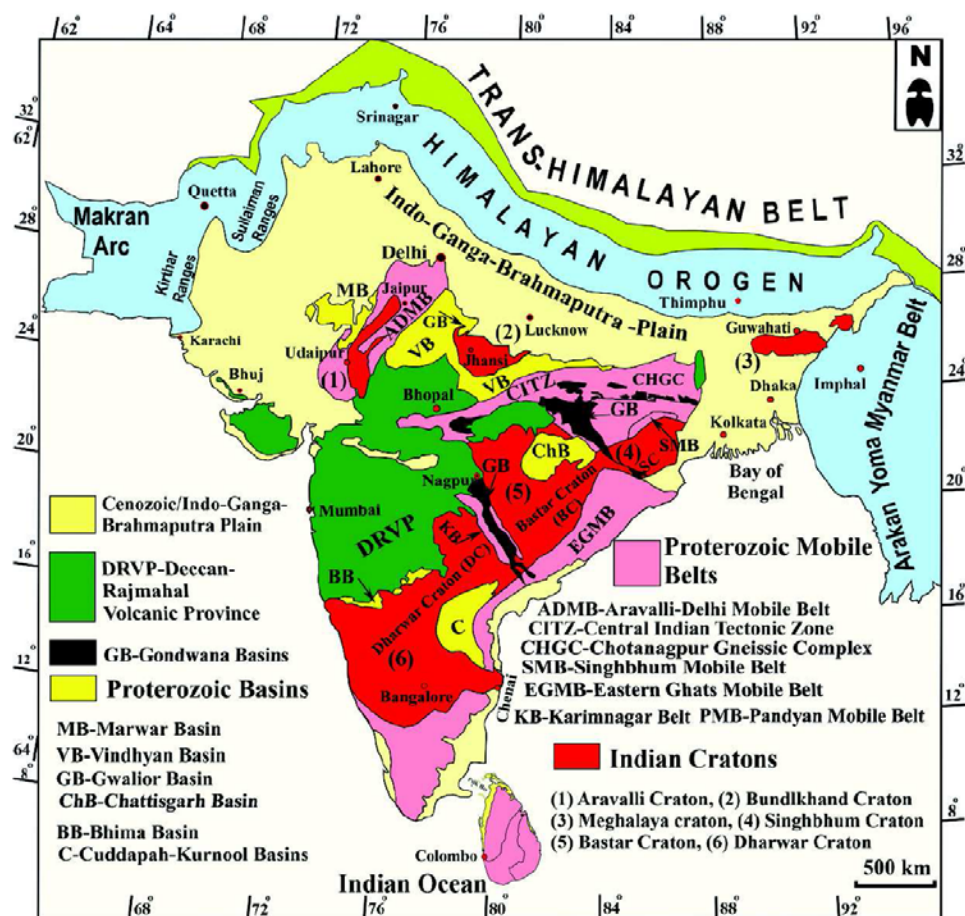 62° 64° 68° 72° 76° 80° 84° 88° 92° 96°
N
TRANS-HIMALAYAN BELT
HIMALAYAN OROGEN
32°
62°
Srinagar
32°
Lahore
Quetta
Sullaiman Ranges
Makran
Arc
Kirthar
Ranges
28°
Indo-Ganga-Brahmaputra-Plain
Delhi
28°
MB
Jaipur
ADMB
Thimphu
GB
(2)
Lucknow
Guwahati
24°
Karachi
Udaipur
VB
Jhansi
(3)
24°
(1)
Bhuj
Bhopal
VB
CITZ
CHGC
Dhaka
Imphal
GB
Kolkata
Arakan Yoma Myanmar Belt
20°
ChB
(4)
SMB
SC
20°
Nagpur
GB
(5)
Bay of
Bengal
Bastar Craton
(BC)
Cenozoic/Indo-Ganga-
Brahmaputra Plain
Mumbai
DRVP
KB
EGMB
Proterozoic Mobile
Belts
16°
DRVP-Deccan-
Rajmahal
Volcanic Province
BB
Dharwar Craton (DC)
16°
ADMB-Aravalli-Delhi Mobile Belt
CITZ-Central Indian Tectonic Zone
C
CHGC-Chotanagpur Gneissic Complex
GB-Gondwana Basins
(6)
SMB-Singhbhum Mobile Belt
12°
Proterozoic Basins
Bangalore
Chenai
EGMB-Eastern Ghats Mobile Belt
12°
KB-Karimnagar Belt PMB-Pandyan Mobile Belt
MB-Marwar Basin
64°
VB-Vindhyan Basin
Indian Cratons
8°
GB-Gwalior Basin
ChB-Chattisgarh Basin
(1) Aravalli Craton, (2) Bundlkhand Craton
(3) Meghalaya craton, (4) Singhbhum Craton
8°
BB-Bhima Basin
(5) Bastar Craton, (6) Dharwar Craton
C-Cuddapah-Kurnool Basins
Colombo
Indian Ocean
500 km
68° 72° 76° 80° 84° 88° 92°